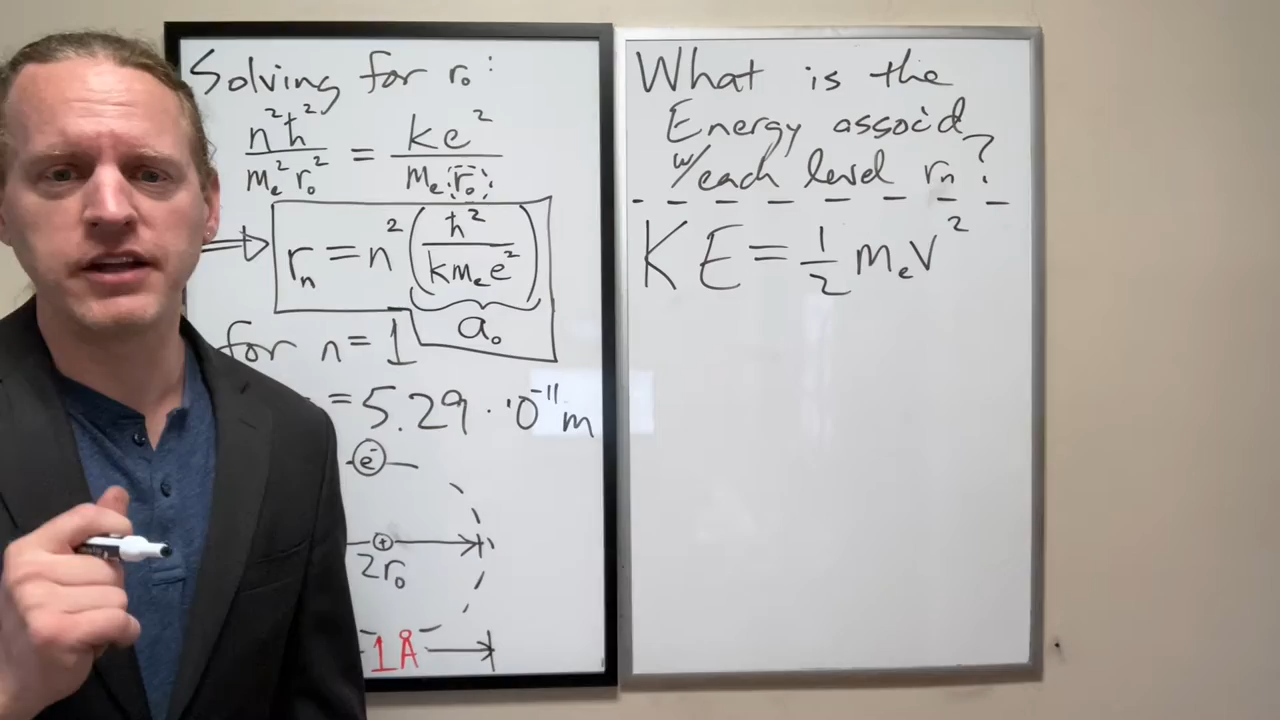 Solving for r₀:
n²ħ²/mₑ²r₀² = ke²/mₑr₀
⇒ rₙ = n²(ħ²/kmₑe²)
a₀
for n=1
= 5.29 · 10⁻¹¹ m
e⁻
+
2r₀
1Å
What is the
Energy assoc'd
w/each level rₙ?
KE = 1/2 mₑv²